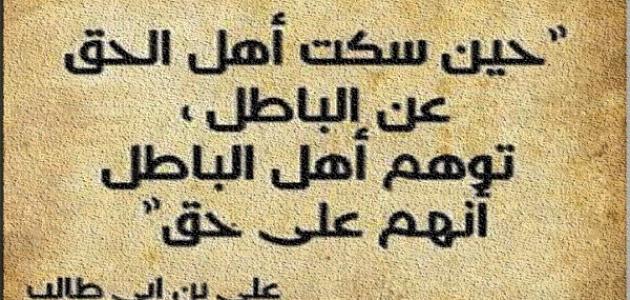 "حين سكت أهل الحق
عن الباطل ،
توهم أهل الباطل
أنهم على حق"
علي بن ابي طالب